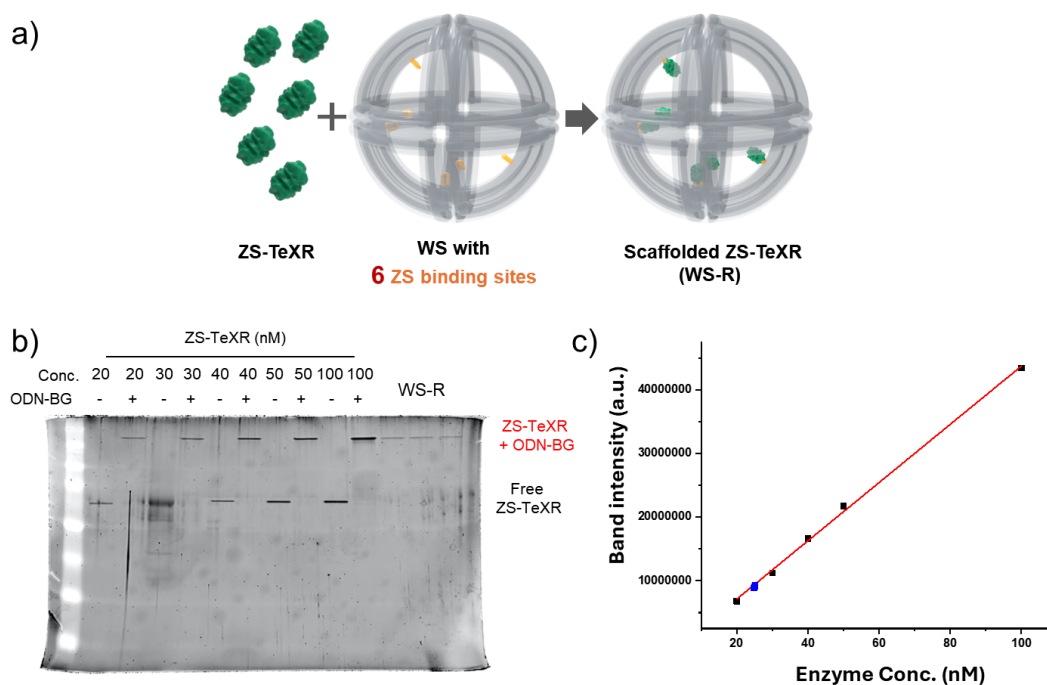 a)
ZS-TeXR
+
WS with
6 ZS binding sites
Scaffolded ZS-TeXR
(WS-R)
b)
ZS-TeXR (nM)
Conc. 20 20 30 30 40 40 50 50 100 100
WS-R
ODN-BG - + - + - + - + - +
ZS-TeXR
+ ODN-BG
Free
ZS-TeXR
c)
Band intensity (a.u.)
40000000
30000000
20000000
10000000
20 40 60 80 100
Enzyme Conc. (nM)